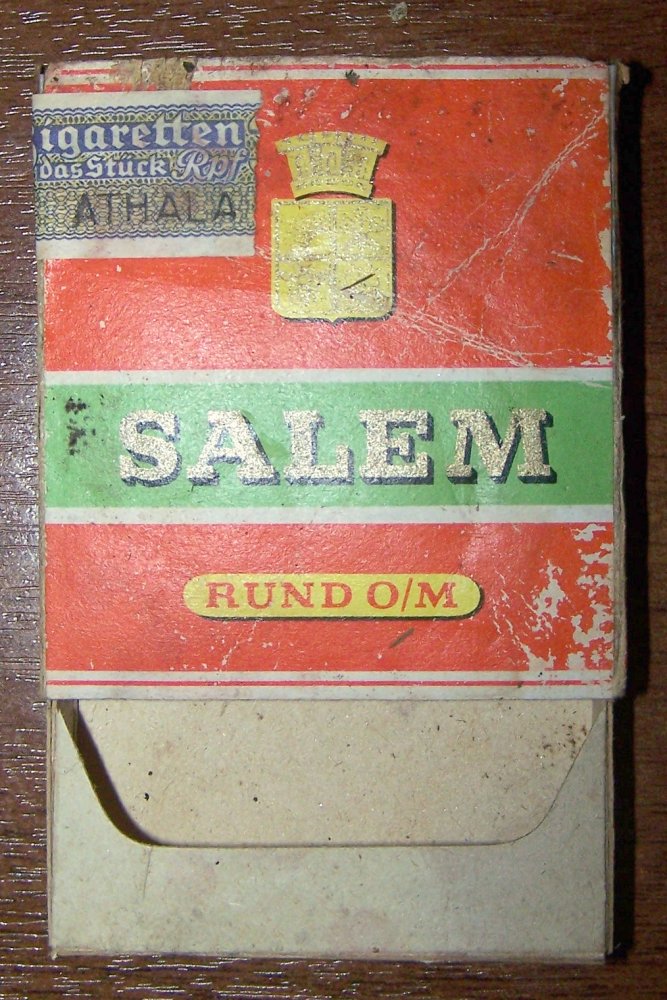 igaretten
das Stück Rpf
ATHALA
SALEM
RUND O/M